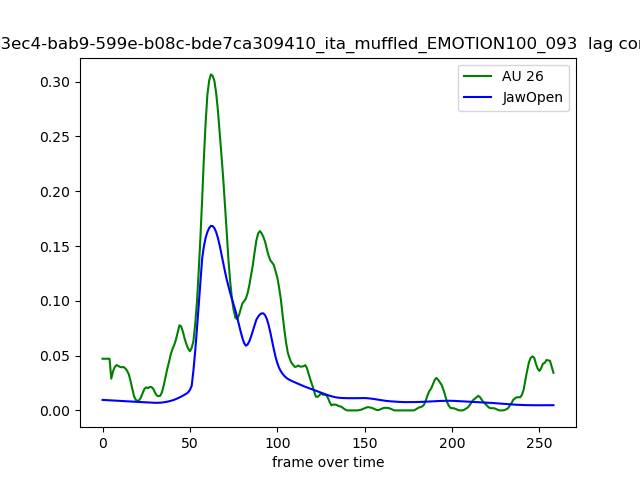 3ec4-bab9-599e-b08c-bde7ca309410_ita_muffled_EMOTION100_093 lag cor
AU 26
JawOpen
0.30
0.25
0.20
0.15
0.10
0.05
0.00
0 50 100 150 200 250
frame over time